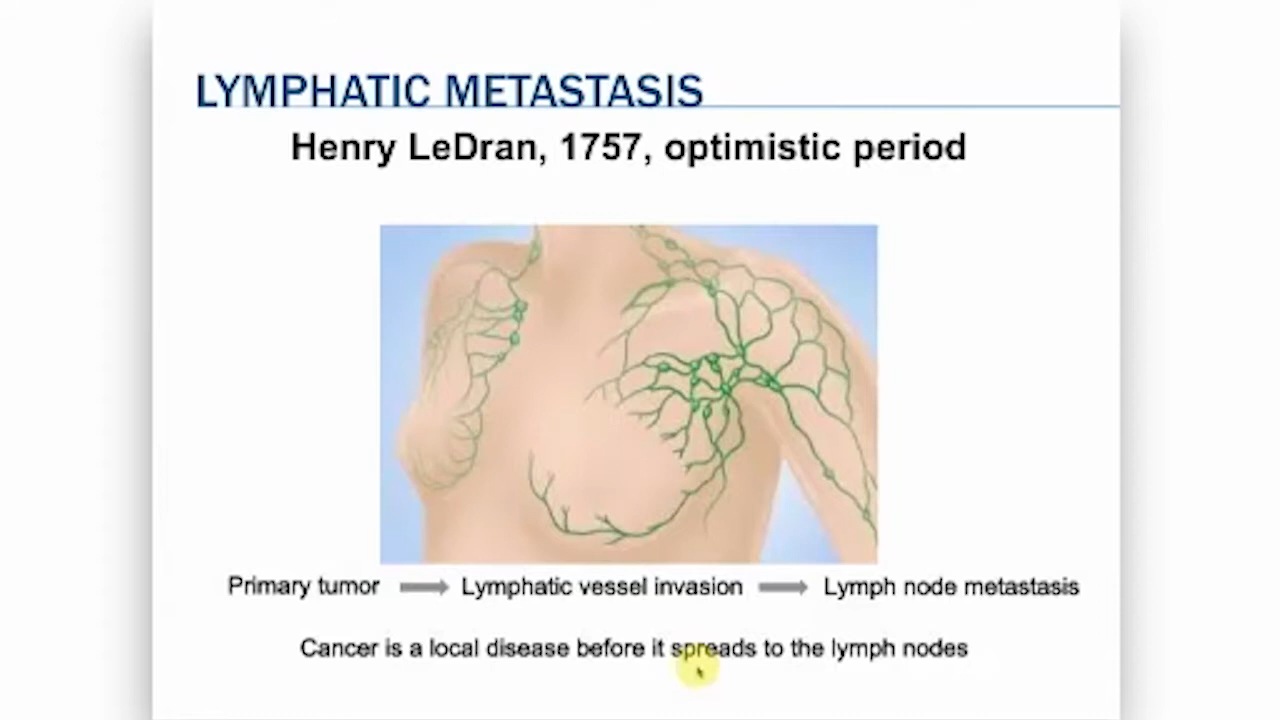 LYMPHATIC METASTASIS
Henry LeDran, 1757, optimistic period
Primary tumor Lymphatic vessel invasion Lymph node metastasis
Cancer is a local disease before it spreads to the lymph nodes